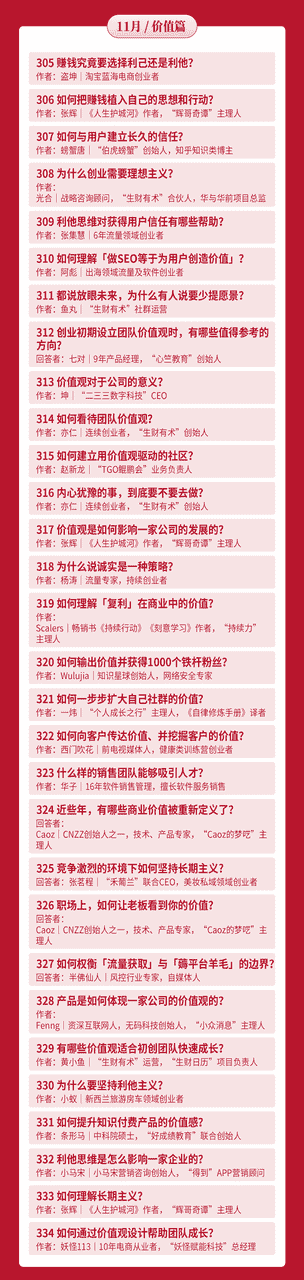 11月 / 价值篇
305 赚钱究竟要选择利己还是利他？
作者：盗坤｜淘宝蓝海电商创业者
306 如何把赚钱植入自己的思想和行动？
作者：张辉｜《人生护城河》作者，“辉哥奇谭”主理人
307 如何与用户建立长久的信任？
作者：螃蟹唐｜“伯虎螃蟹”创始人，知乎知识类博主
308 为什么创业需要理想主义？
作者：
光合｜战略咨询顾问，“生财有术”合伙人，华与华前项目总监
309 利他思维对获得用户信任有哪些帮助？
作者：张集慧｜6年流量领域创业者
310 如何理解「做SEO等于为用户创造价值」？
作者：阿彪｜出海领域流量及软件创业者
311 都说放眼未来，为什么有人说要少提愿景？
作者：鱼丸｜“生财有术”社群运营
312 创业初期设立团队价值观时，有哪些值得参考的
方向？
回答者：七对｜9年产品经理，“心竺教育”创始人
313 价值观对于公司的意义？
作者：坤｜“二三三数字科技”CEO
314 如何看待团队价值观？
作者：亦仁｜连续创业者，“生财有术”创始人
315 如何建立用价值观驱动的社区？
作者：赵新龙｜“TGO鲲鹏会”业务负责人
316 内心犹豫的事，到底要不要去做？
作者：亦仁｜连续创业者，“生财有术”创始人
317 价值观是如何影响一家公司的发展的？
作者：张辉｜《人生护城河》作者，“辉哥奇谭”主理人
318 为什么说诚实是一种策略？
作者：杨涛｜流量专家，持续创业者
319 如何理解「复利」在商业中的价值？
作者：
Scalers｜畅销书《持续行动》《刻意学习》作者，“持续力”
主理人
320 如何输出价值并获得1000个铁杆粉丝？
作者：Wulujia｜知识星球创始人，网络安全专家
321 如何一步步扩大自己社群的价值？
作者：一炜｜“个人成长之行”主理人，《自律修炼手册》译者
322 如何向客户传达价值、并挖掘客户的价值？
作者：西门吹花｜前电视媒体人，健康类训练营创业者
323 什么样的销售团队能够吸引人才？
作者：华子｜16年软件销售管理，擅长软件服务销售
324 近些年，有哪些商业价值被重新定义了？
回答者：
Caoz｜CNZZ创始人之一，技术、产品专家，“Caoz的梦呓”主
理人
325 竞争激烈的环境下如何坚持长期主义？
回答者：张茗程｜“禾葡兰”联合CEO，美妆私域领域创业者
326 职场上，如何让老板看到你的价值？
回答者：
Caoz｜CNZZ创始人之一，技术、产品专家，“Caoz的梦呓”主
理人
327 如何权衡「流量获取」与「薅平台羊毛」的边界？
回答者：半佛仙人｜风控行业专家，自媒体人
328 产品是如何体现一家公司的价值观的？
作者：
Fenng｜资深互联网人，无码科技创始人，“小众消息”主理人
329 有哪些价值观适合初创团队快速成长？
作者：黄小鱼｜“生财有术”运营，“生财日历”项目负责人
330 为什么要坚持利他主义？
作者：小蚁｜新西兰旅游房车领域创业者
331 如何提升知识付费产品的价值感？
作者：条形马｜中科院硕士，“好成绩教育”联合创始人
332 利他思维是怎么影响一家企业的？
作者：小马宋｜小马宋营销咨询创始人，“得到”APP营销顾问
333 如何理解长期主义？
作者：张辉｜《人生护城河》作者，“辉哥奇谭”主理人
334 如何通过价值观设计帮助团队成长？
作者：妖怪113｜10年电商从业者，“妖怪赋能科技”总经理